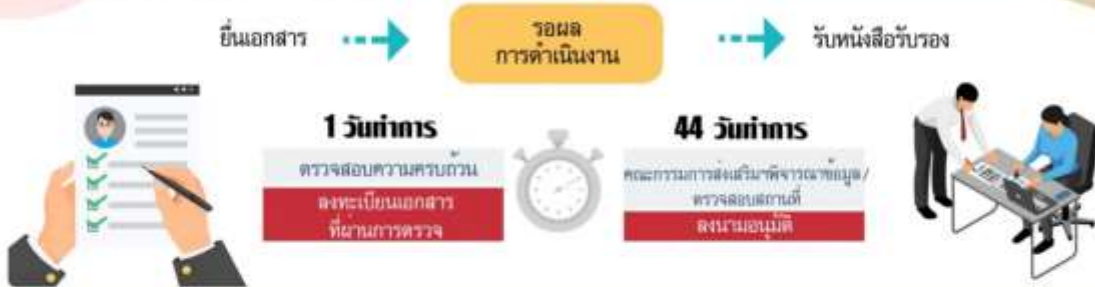 ยื่นเอกสาร
รอผล
การดำเนินงาน
รับหนังสือรับรอง
1 วันทำการ
ตรวจสอบความครบถ้วน
ลงทะเบียนเอกสาร
ที่ผ่านการตรวจ
44 วันทำการ
คณะกรรมการส่งเสริมฯพิจารณาข้อมูล/
ตรวจสอบสถานที่
ลงนามอนุมัติ